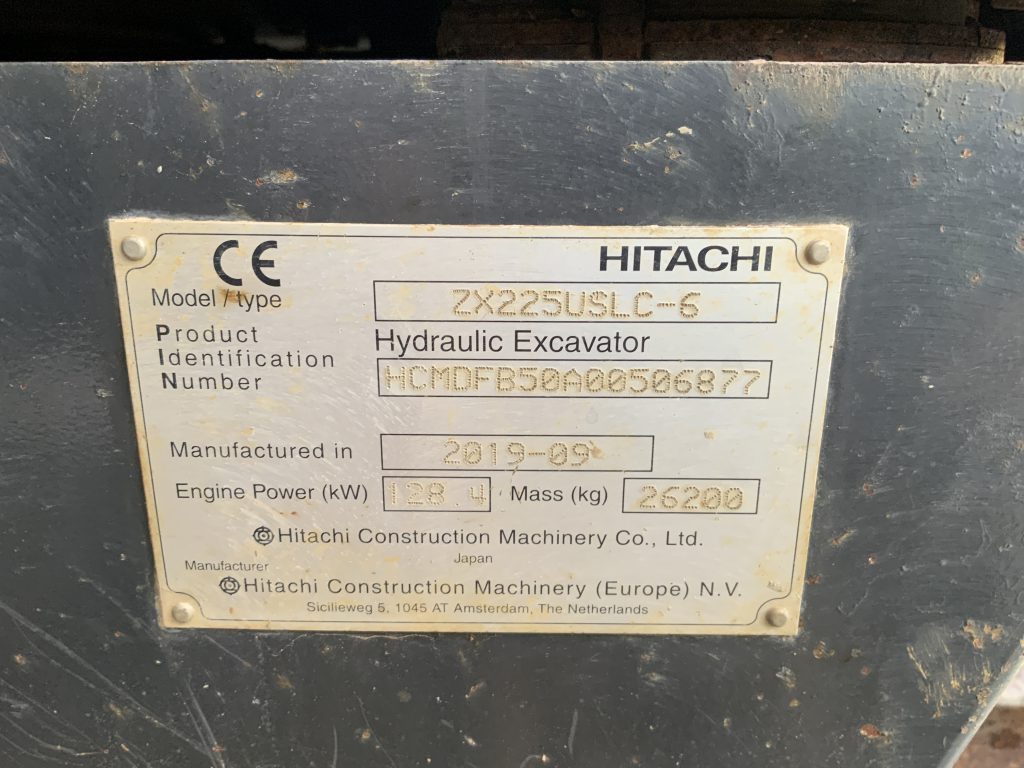 CE HITACHI
Model / type ZX225USLC-6
Product Hydraulic Excavator
Identification
Number HCMDFB50A00506877
Manufactured in 2019-09
Engine Power (kW) 128.4 Mass (kg) 26200
Hitachi Construction Machinery Co., Ltd.
Japan
Manufacturer
Hitachi Construction Machinery (Europe) N.V.
Sicilieweg 5, 1045 AT Amsterdam, The Netherlands